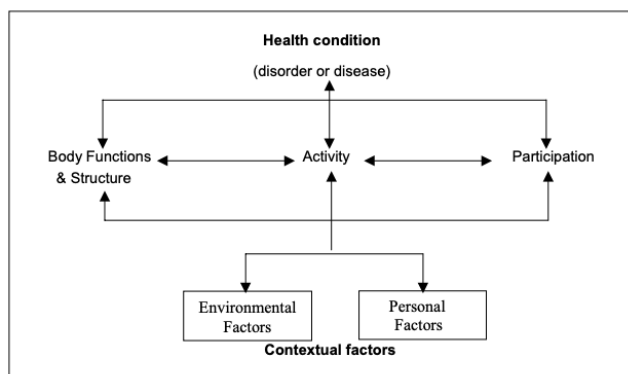 Health condition
(disorder or disease)
Body Functions
& Structure
Activity
Participation
Environmental
Factors
Personal
Factors
Contextual factors